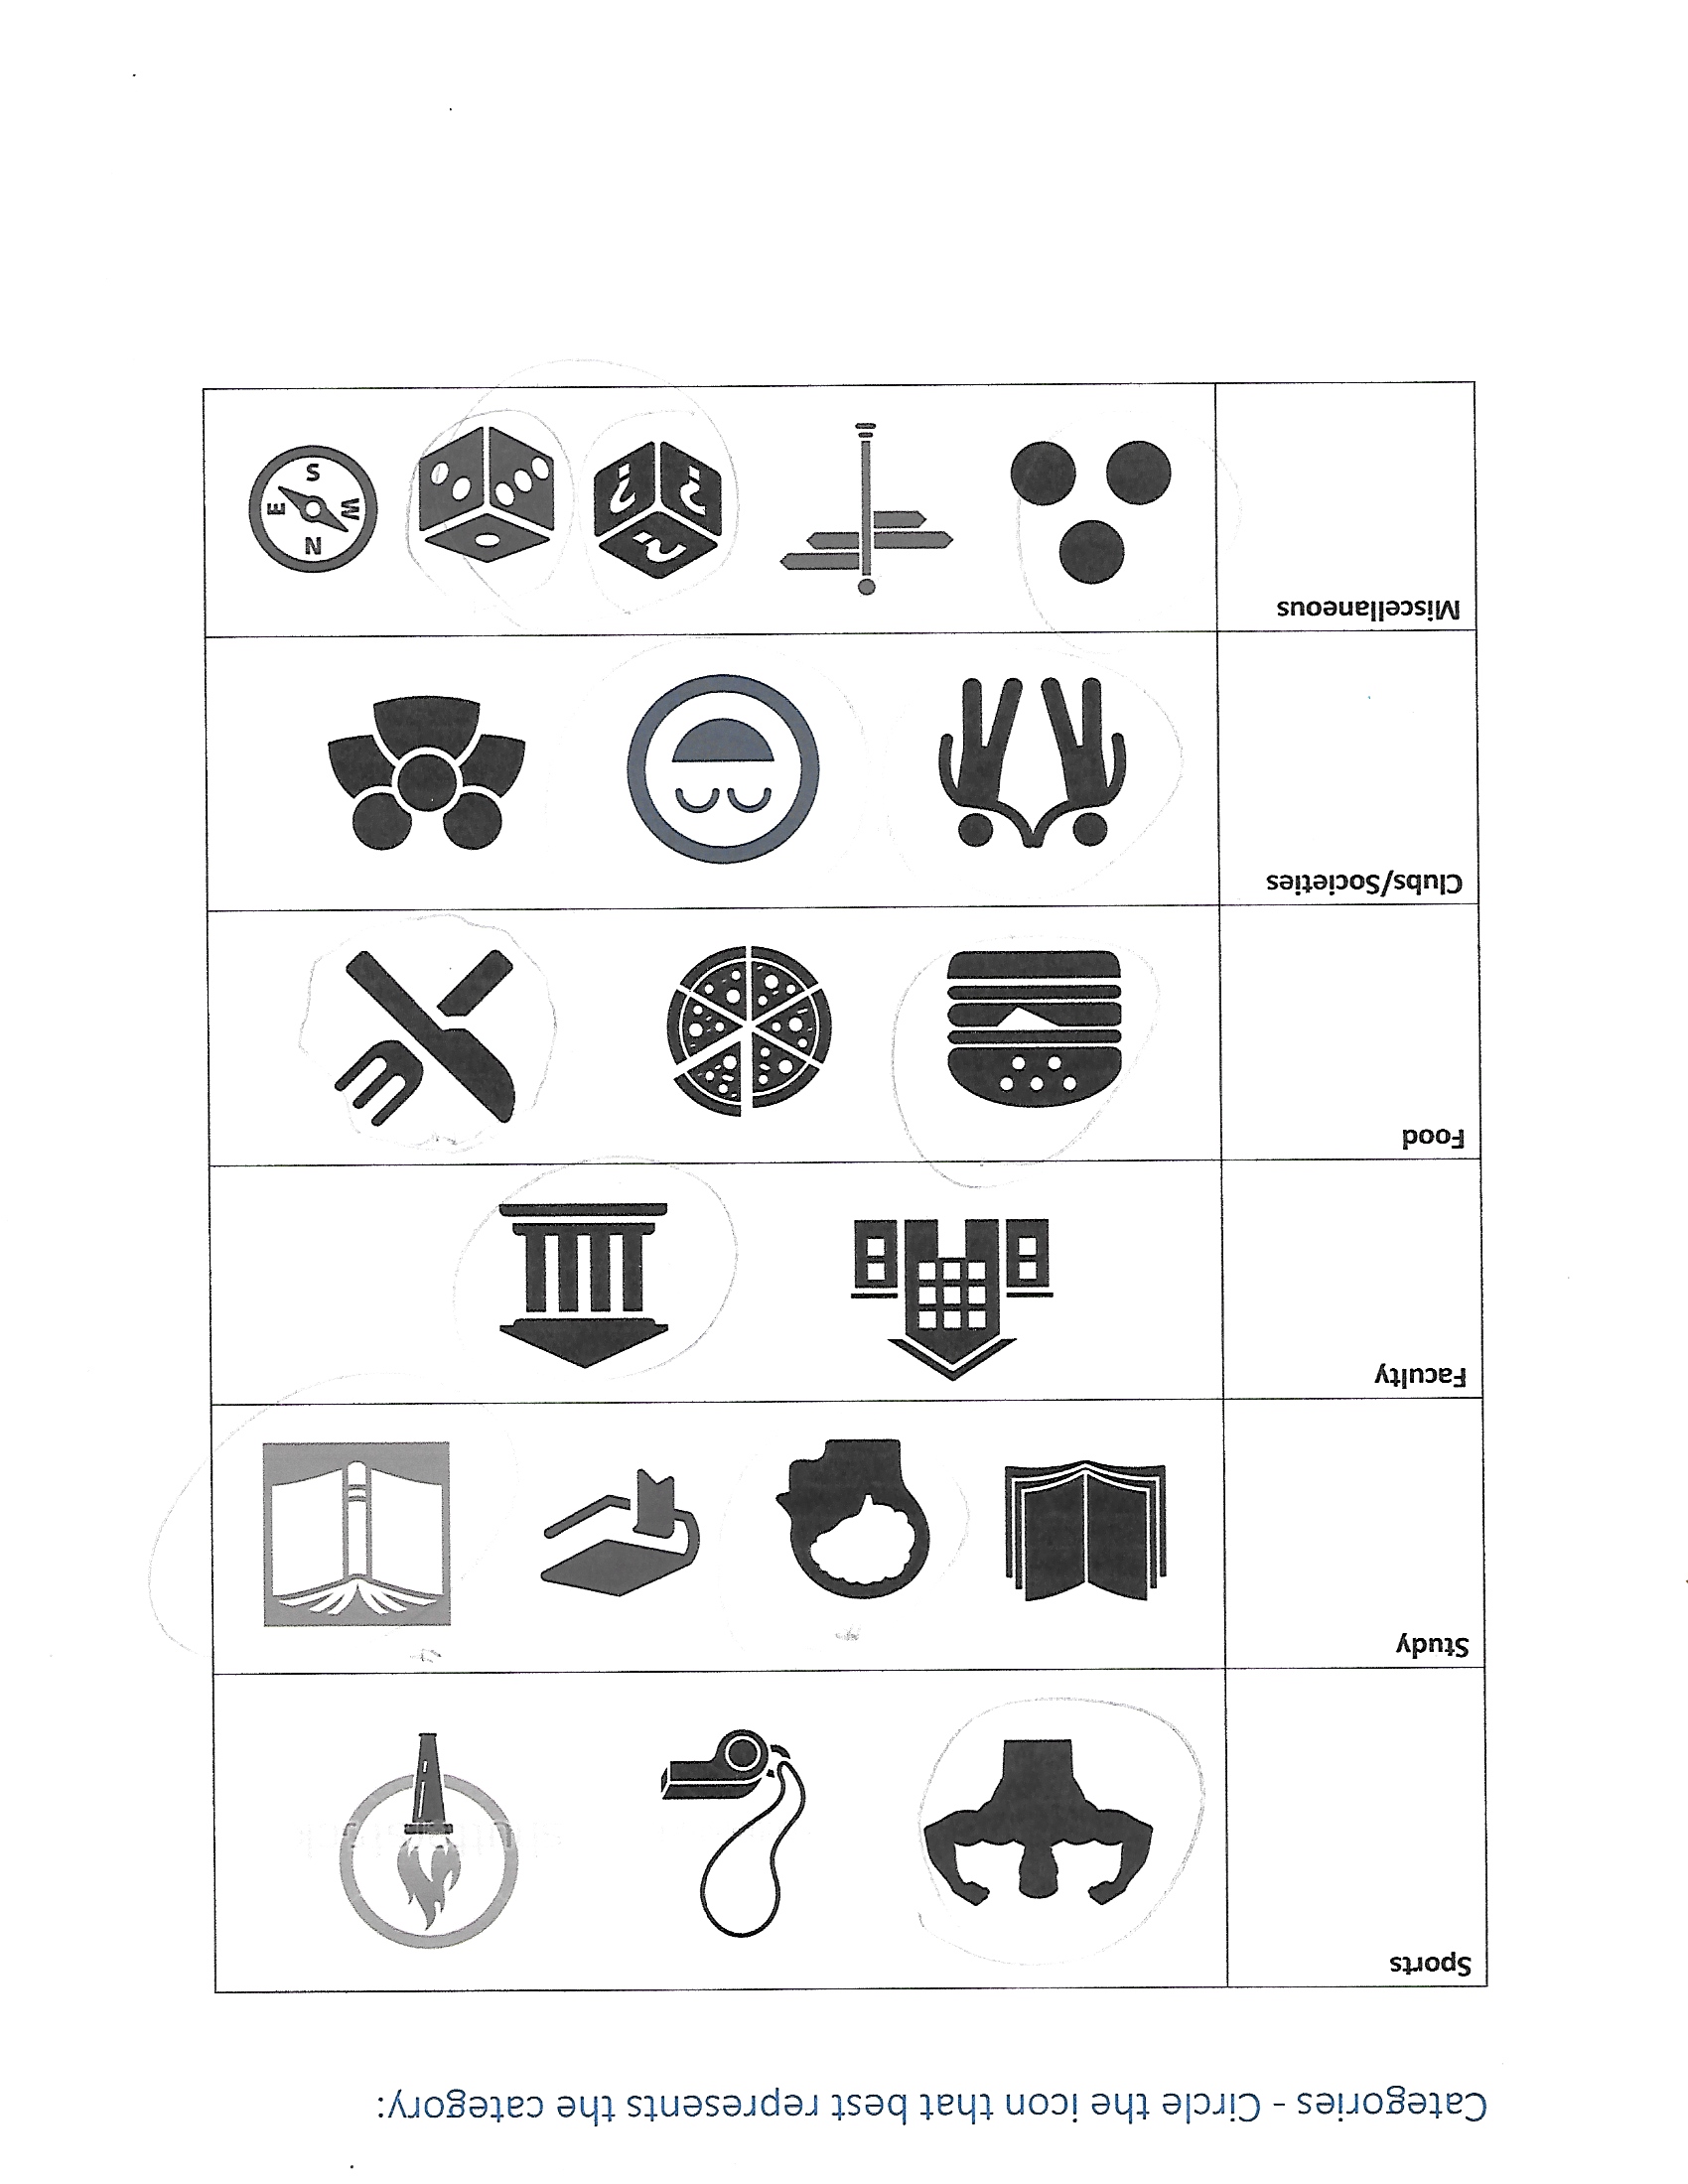 Categories - Circle the icon that best represents the category:
Sports
Study
Faculty
Food
Clubs/Societies
Miscellaneous
? ? ?
N
W E
S